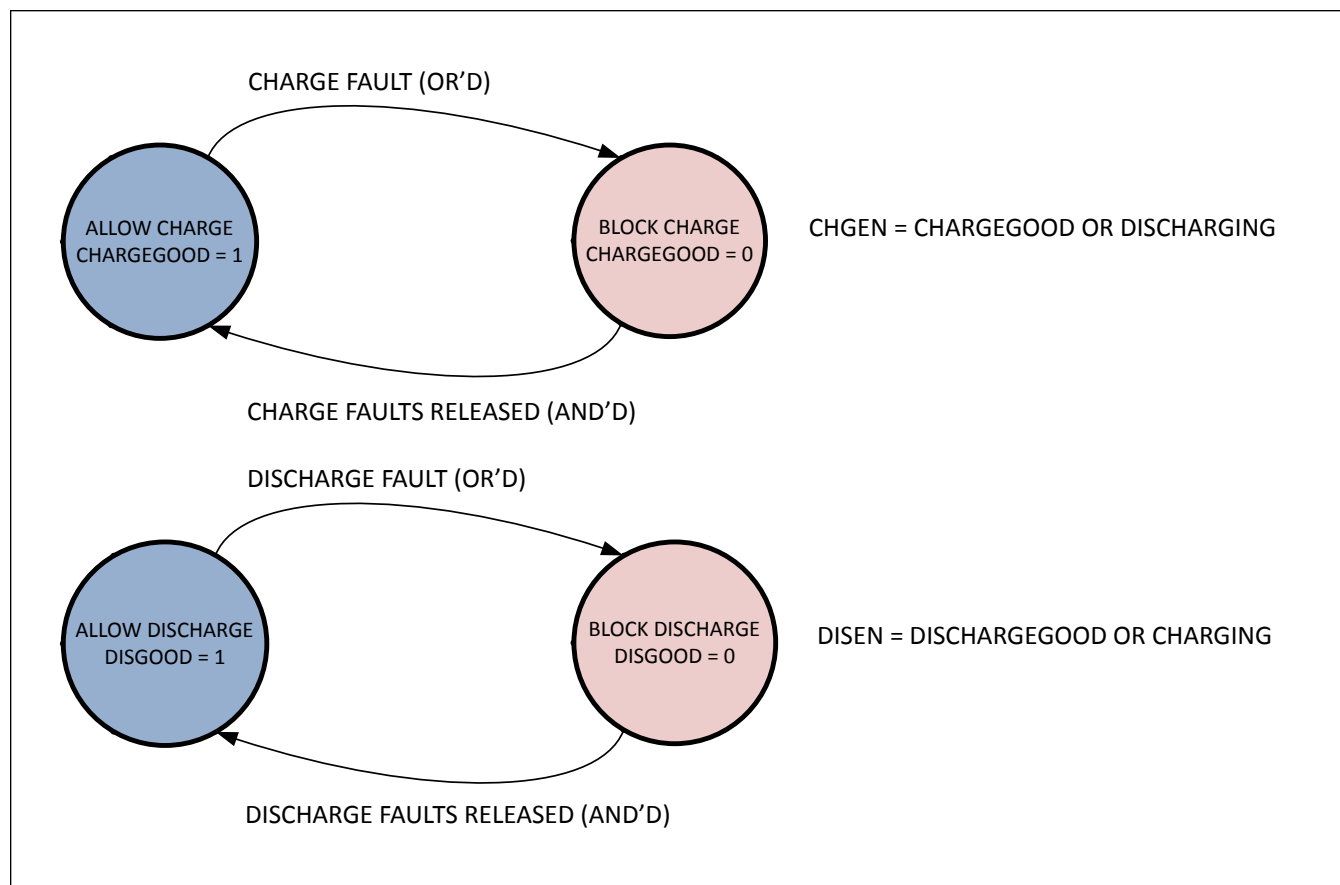 CHARGE FAULT (OR’D)
ALLOW CHARGE
CHARGEGOOD = 1
BLOCK CHARGE
CHARGEGOOD = 0
CHGEN = CHARGEGOOD OR DISCHARGING
CHARGE FAULTS RELEASED (AND’D)
DISCHARGE FAULT (OR’D)
ALLOW DISCHARGE
DISGOOD = 1
BLOCK DISCHARGE
DISGOOD = 0
DISEN = DISCHARGEGOOD OR CHARGING
DISCHARGE FAULTS RELEASED (AND’D)